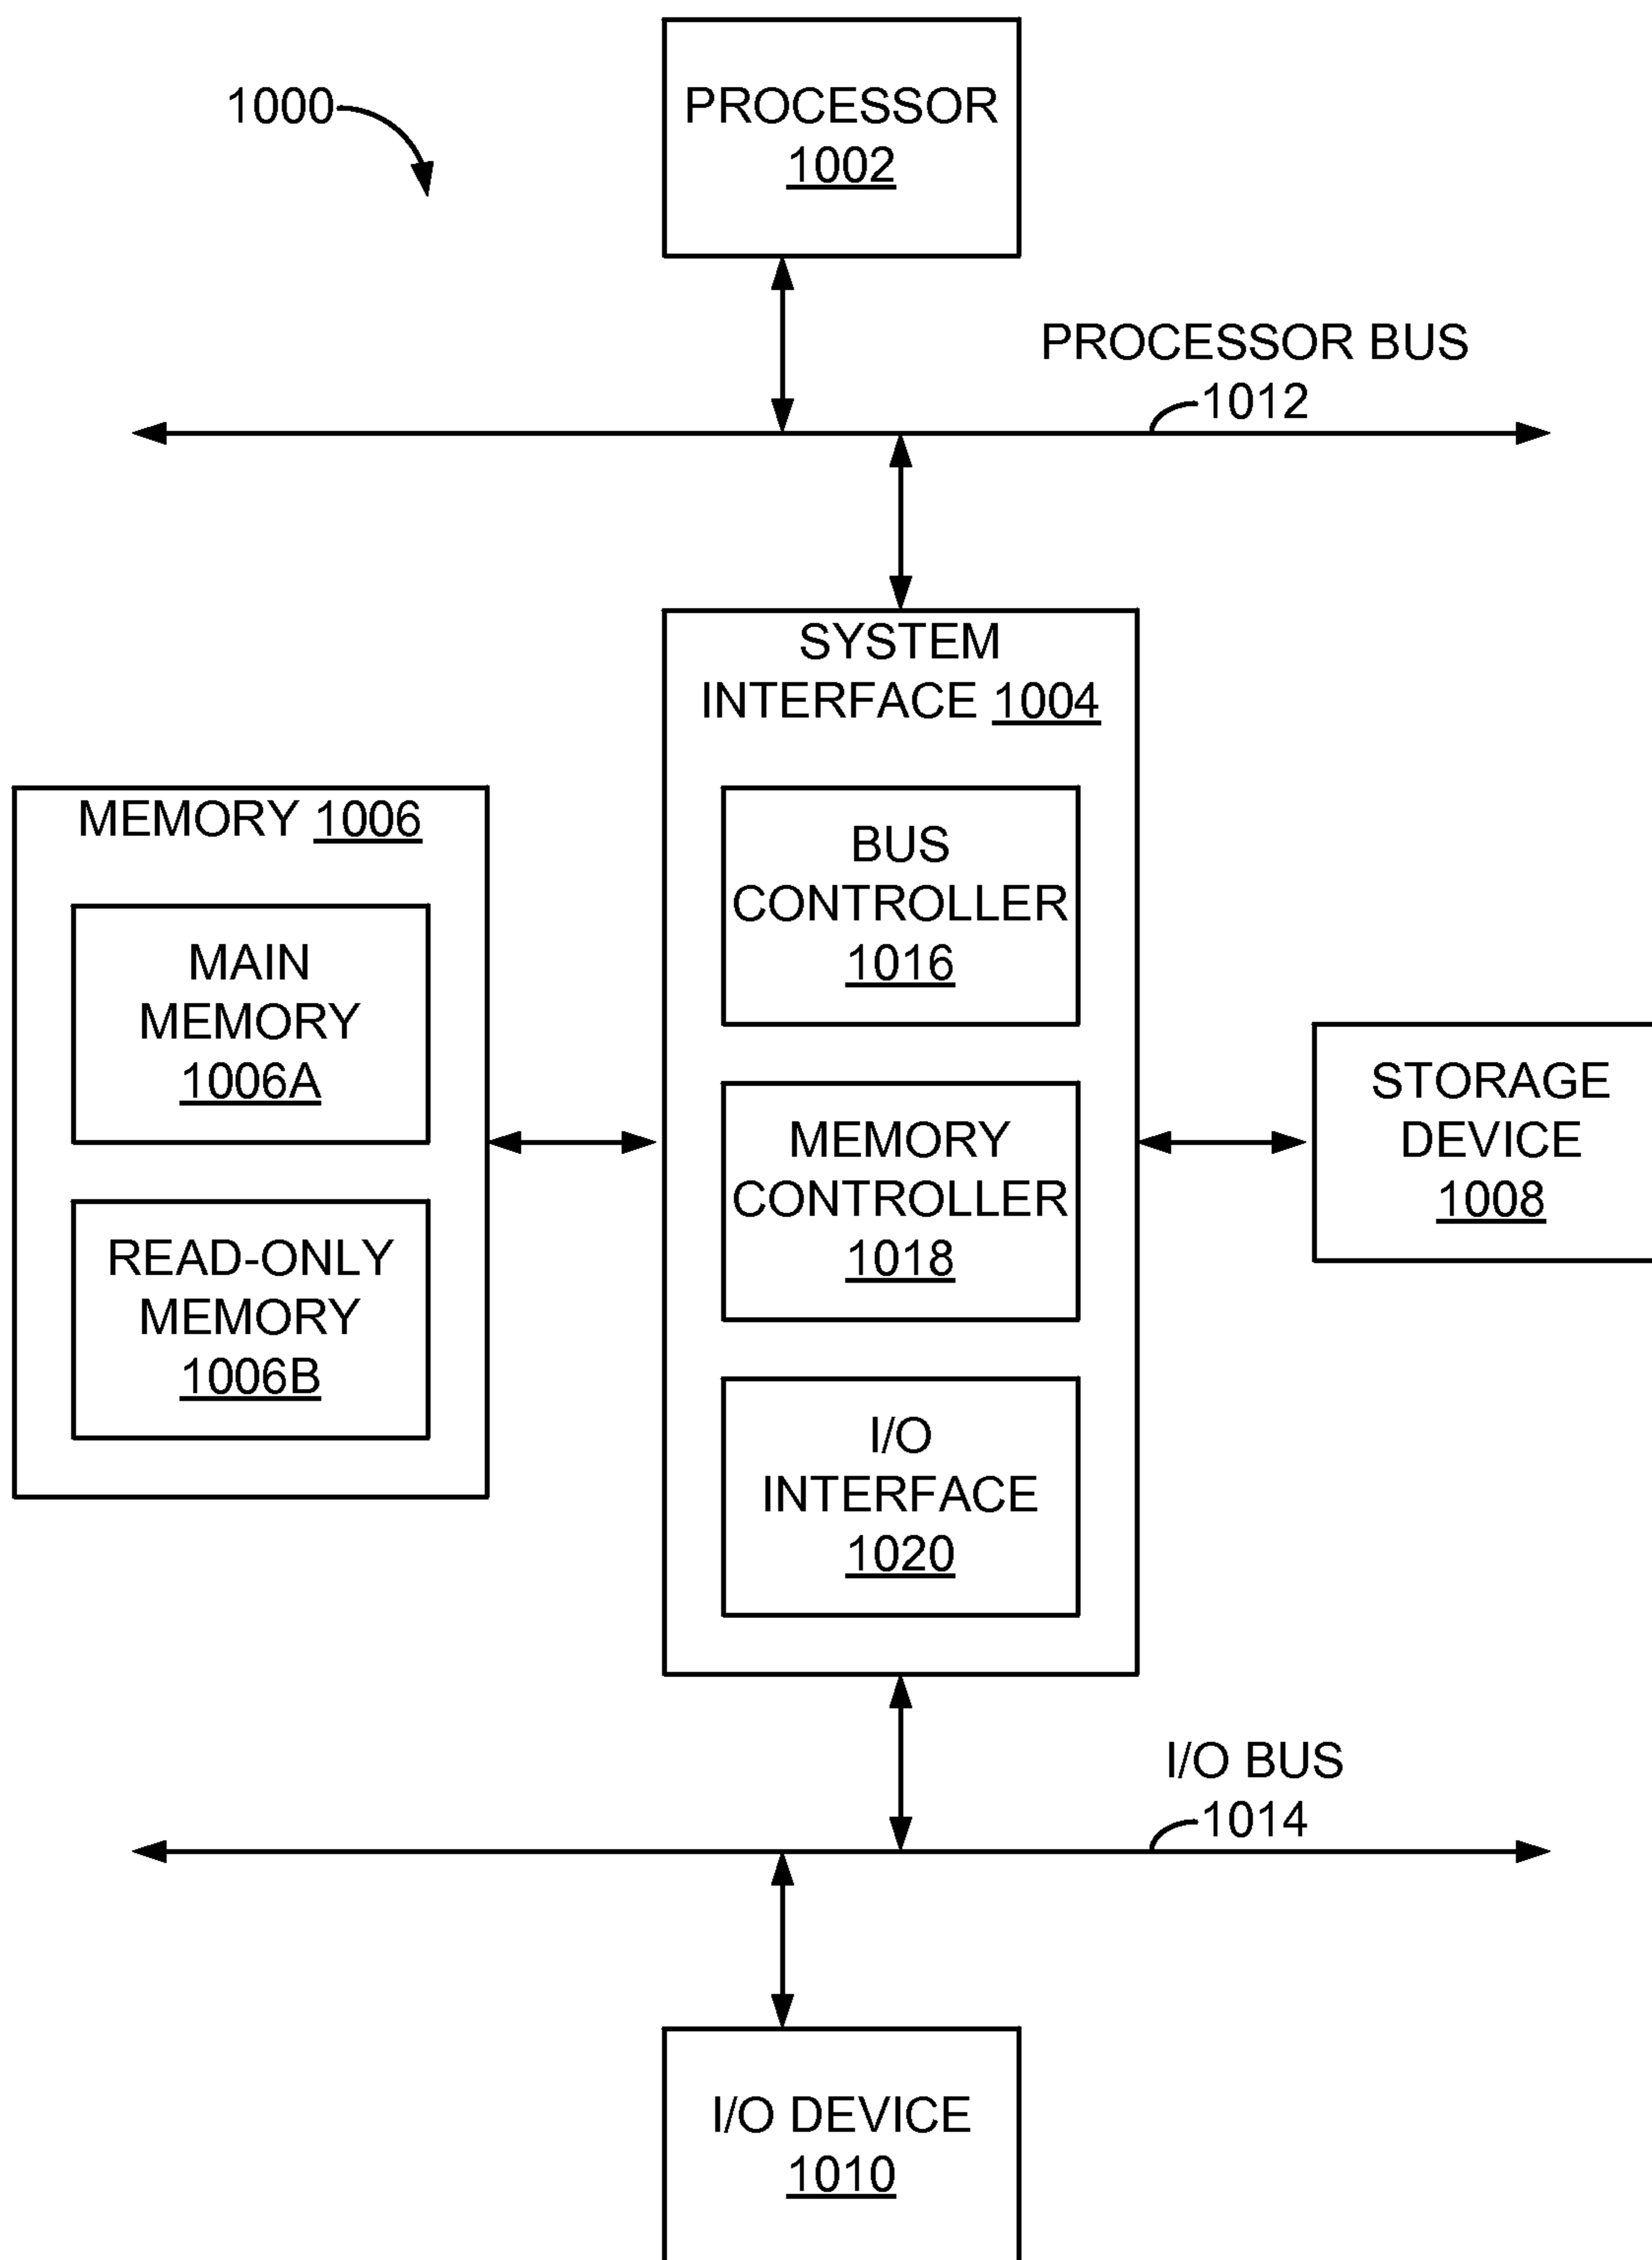 1000
PROCESSOR
1002
PROCESSOR BUS
1012
SYSTEM
INTERFACE 1004
MEMORY 1006
MAIN
MEMORY
1006A
READ-ONLY
MEMORY
1006B
BUS
CONTROLLER
1016
MEMORY
CONTROLLER
1018
I/O
INTERFACE
1020
STORAGE
DEVICE
1008
I/O BUS
1014
I/O DEVICE
1010